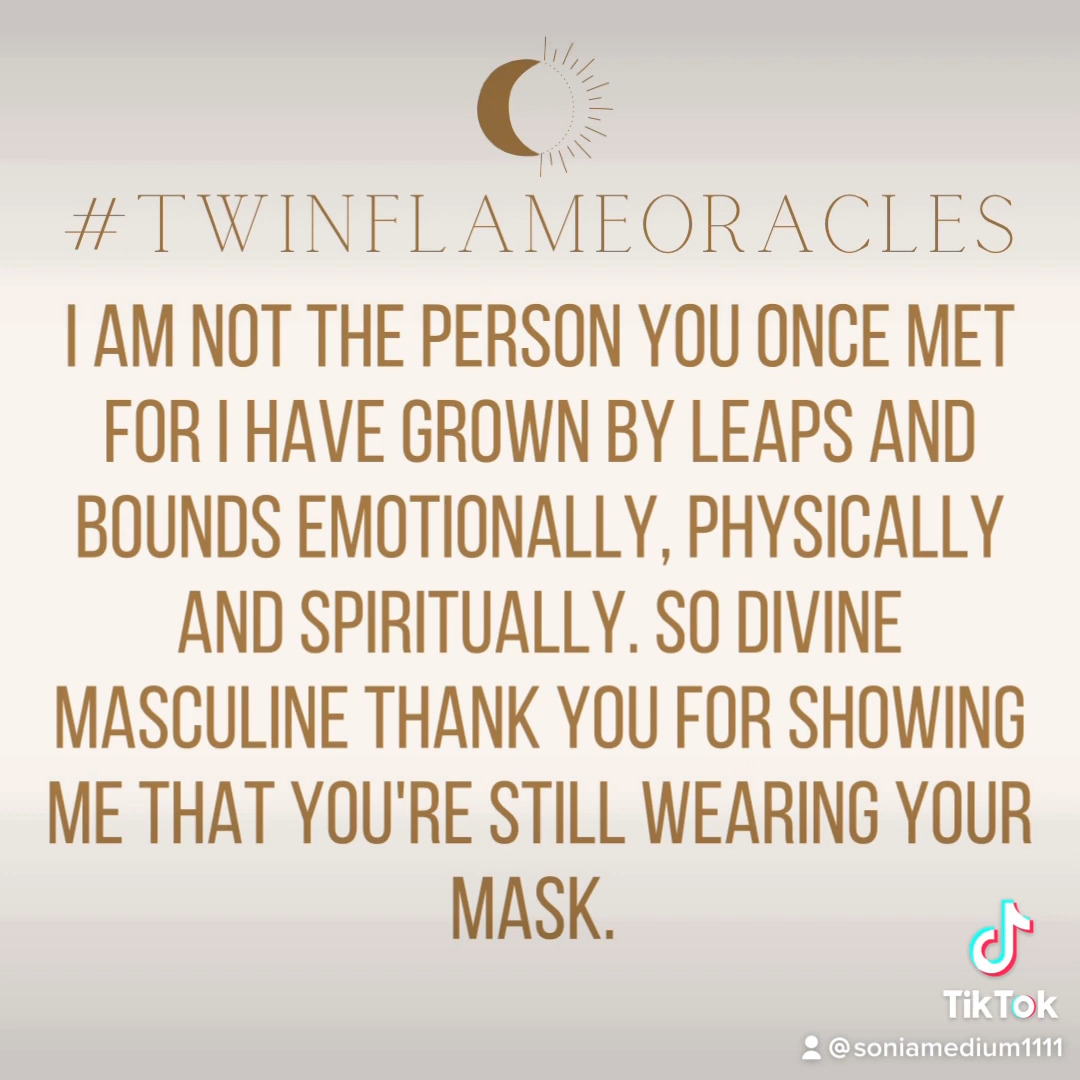 #TWINFLAMEORACLES
I AM NOT THE PERSON YOU ONCE MET
FOR I HAVE GROWN BY LEAPS AND
BOUNDS EMOTIONALLY, PHYSICALLY
AND SPIRITUALLY. SO DIVINE
MASCULINE THANK YOU FOR SHOWING
ME THAT YOU'RE STILL WEARING YOUR
MASK.
TikTok
@soniamedium1111